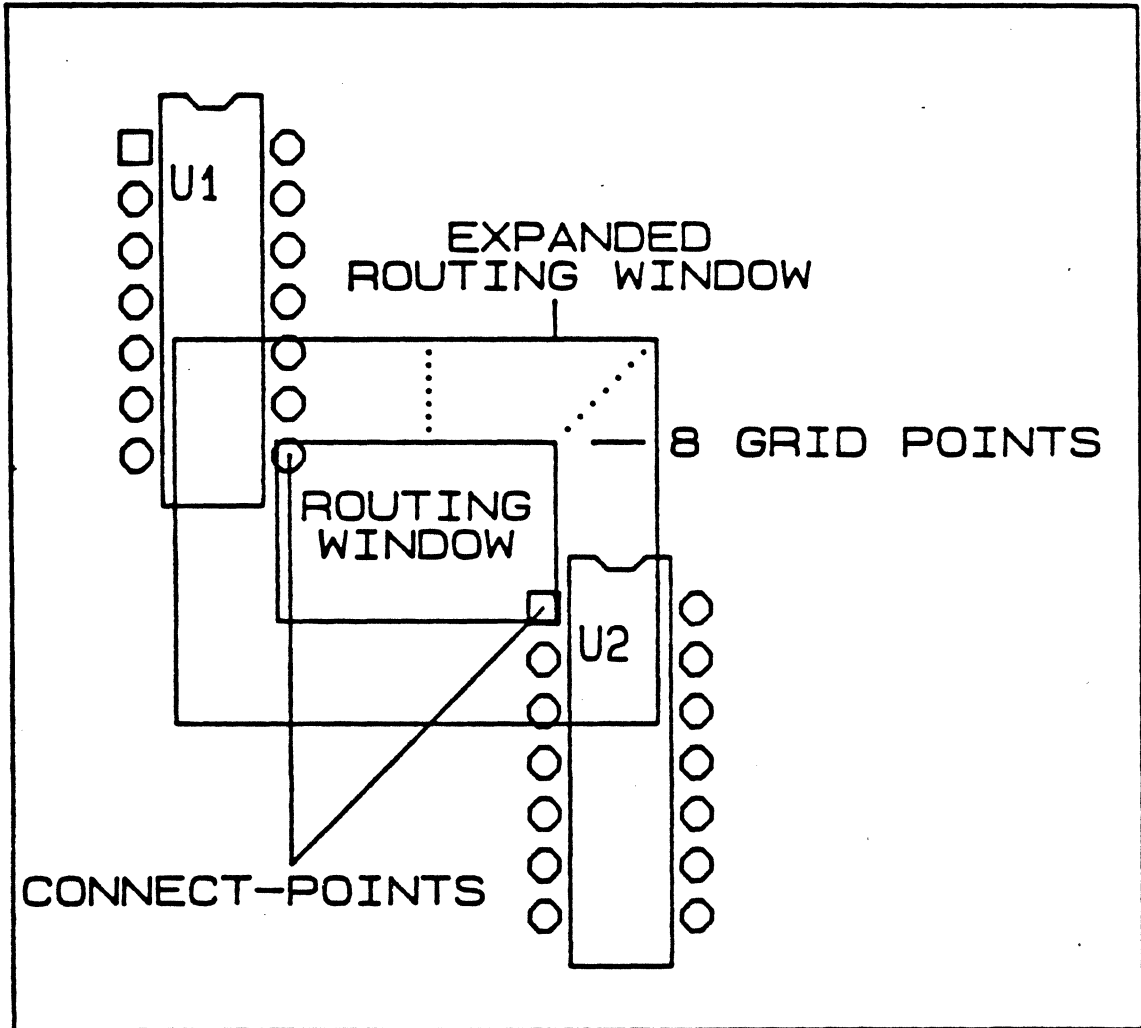 U1
EXPANDED
ROUTING WINDOW
8 GRID POINTS
ROUTING
WINDOW
U2
CONNECT-POINTS